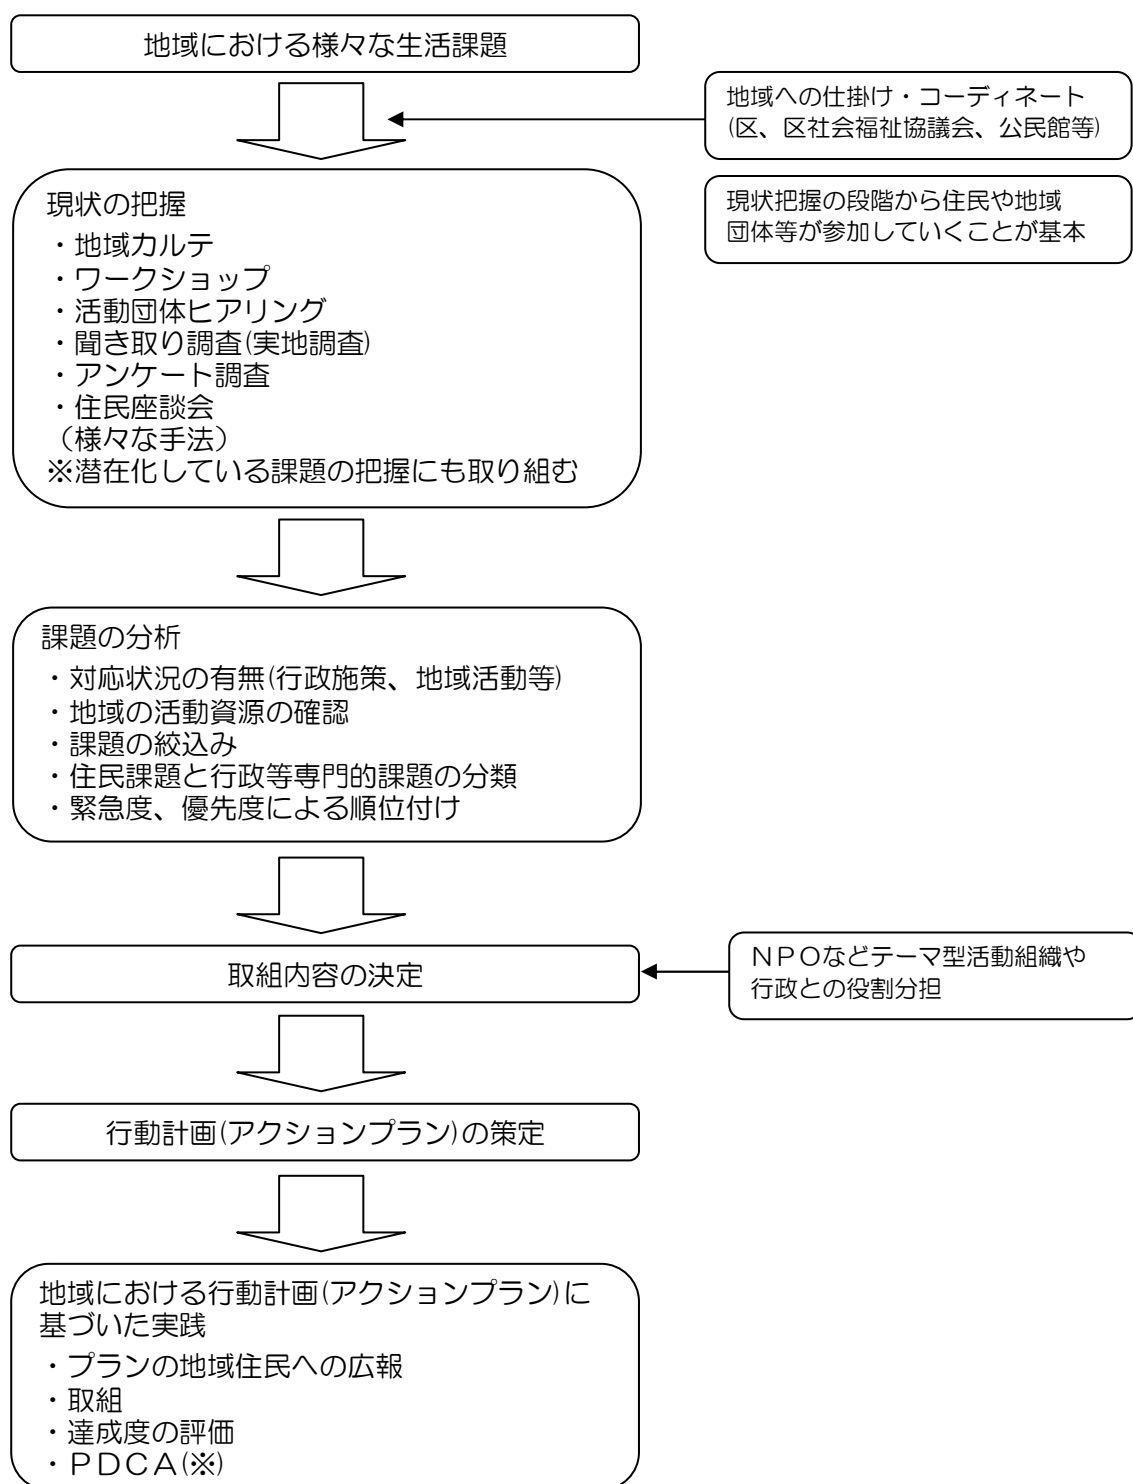 地域における様々な生活課題
地域への仕掛け・コーディネート
(区、区社会福祉協議会、公民館等)
現状把握の段階から住民や地域
団体等が参加していくことが基本
現状の把握
・地域カルテ
・ワークショップ
・活動団体ヒアリング
・聞き取り調査(実地調査)
・アンケート調査
・住民座談会
（様々な手法）
※潜在化している課題の把握にも取り組む
課題の分析
・対応状況の有無(行政施策、地域活動等)
・地域の活動資源の確認
・課題の絞込み
・住民課題と行政等専門的課題の分類
・緊急度、優先度による順位付け
取組内容の決定
ＮＰＯなどテーマ型活動組織や
行政との役割分担
行動計画(アクションプラン)の策定
地域における行動計画(アクションプラン)に
基づいた実践
・プランの地域住民への広報
・取組
・達成度の評価
・ＰＤＣＡ(※)